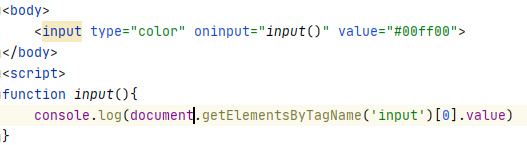 <body>
<input type="color" oninput="input()" value="#00ff00">
</body>
<script>
function input(){
console.log(document.getElementsByTagName('input')[0].value)
}